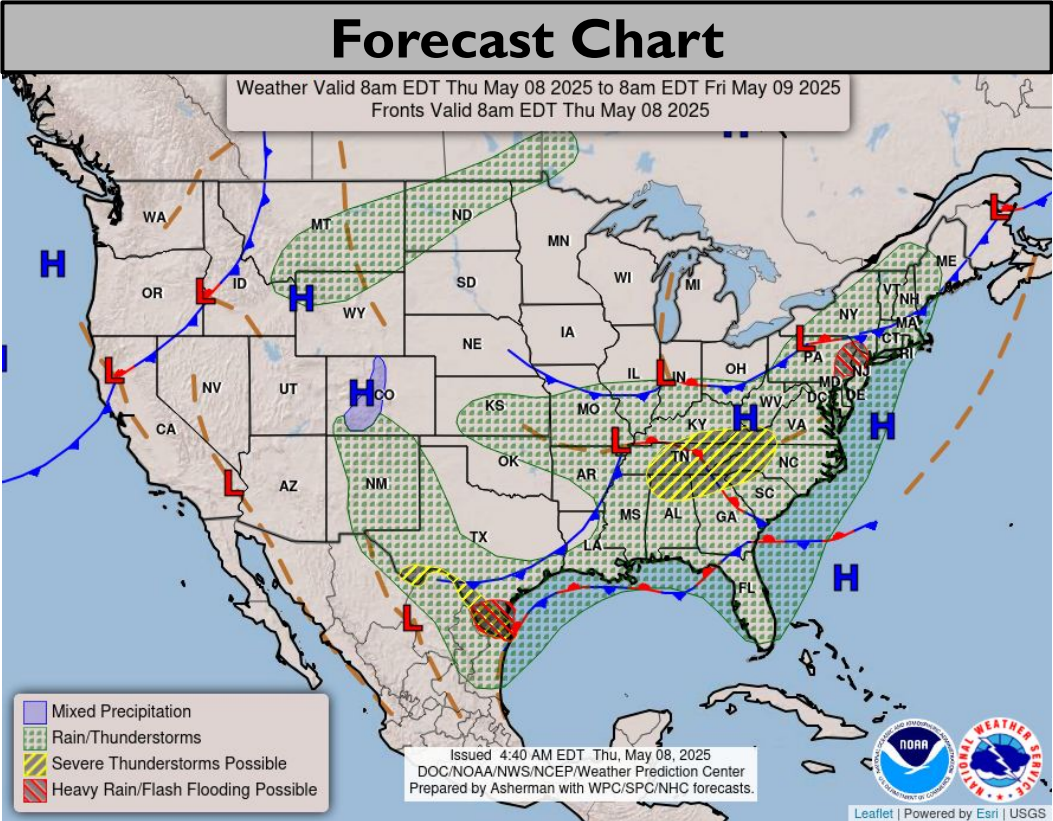 Forecast Chart
Weather Valid 8am EDT Thu May 08 2025 to 8am EDT Fri May 09 2025
Fronts Valid 8am EDT Thu May 08 2025
H
L
WA
MT
ND
MN
ME
H
OR
L
ID
H
WY
SD
WI
MI
VT
NH
NY
MA
CT
RI
L
PA
NJ
NE
IA
IL
L
IN
OH
MD
DE
DC
WV
L
NV
UT
H
CO
KS
MO
KY
H
VA
H
CA
L
AZ
NM
OK
AR
L
TN
L
NC
SC
MS
AL
GA
TX
LA
FL
H
L
Mixed Precipitation
Rain/Thunderstorms
Severe Thunderstorms Possible
Heavy Rain/Flash Flooding Possible
Issued 4:40 AM EDT Thu, May 08, 2025
DOC/NOAA/NWS/NCEP/Weather Prediction Center
Prepared by Asherman with WPC/SPC/NHC forecasts.
NOAA
NATIONAL WEATHER SERVICE
Leaflet | Powered by Esri | USGS